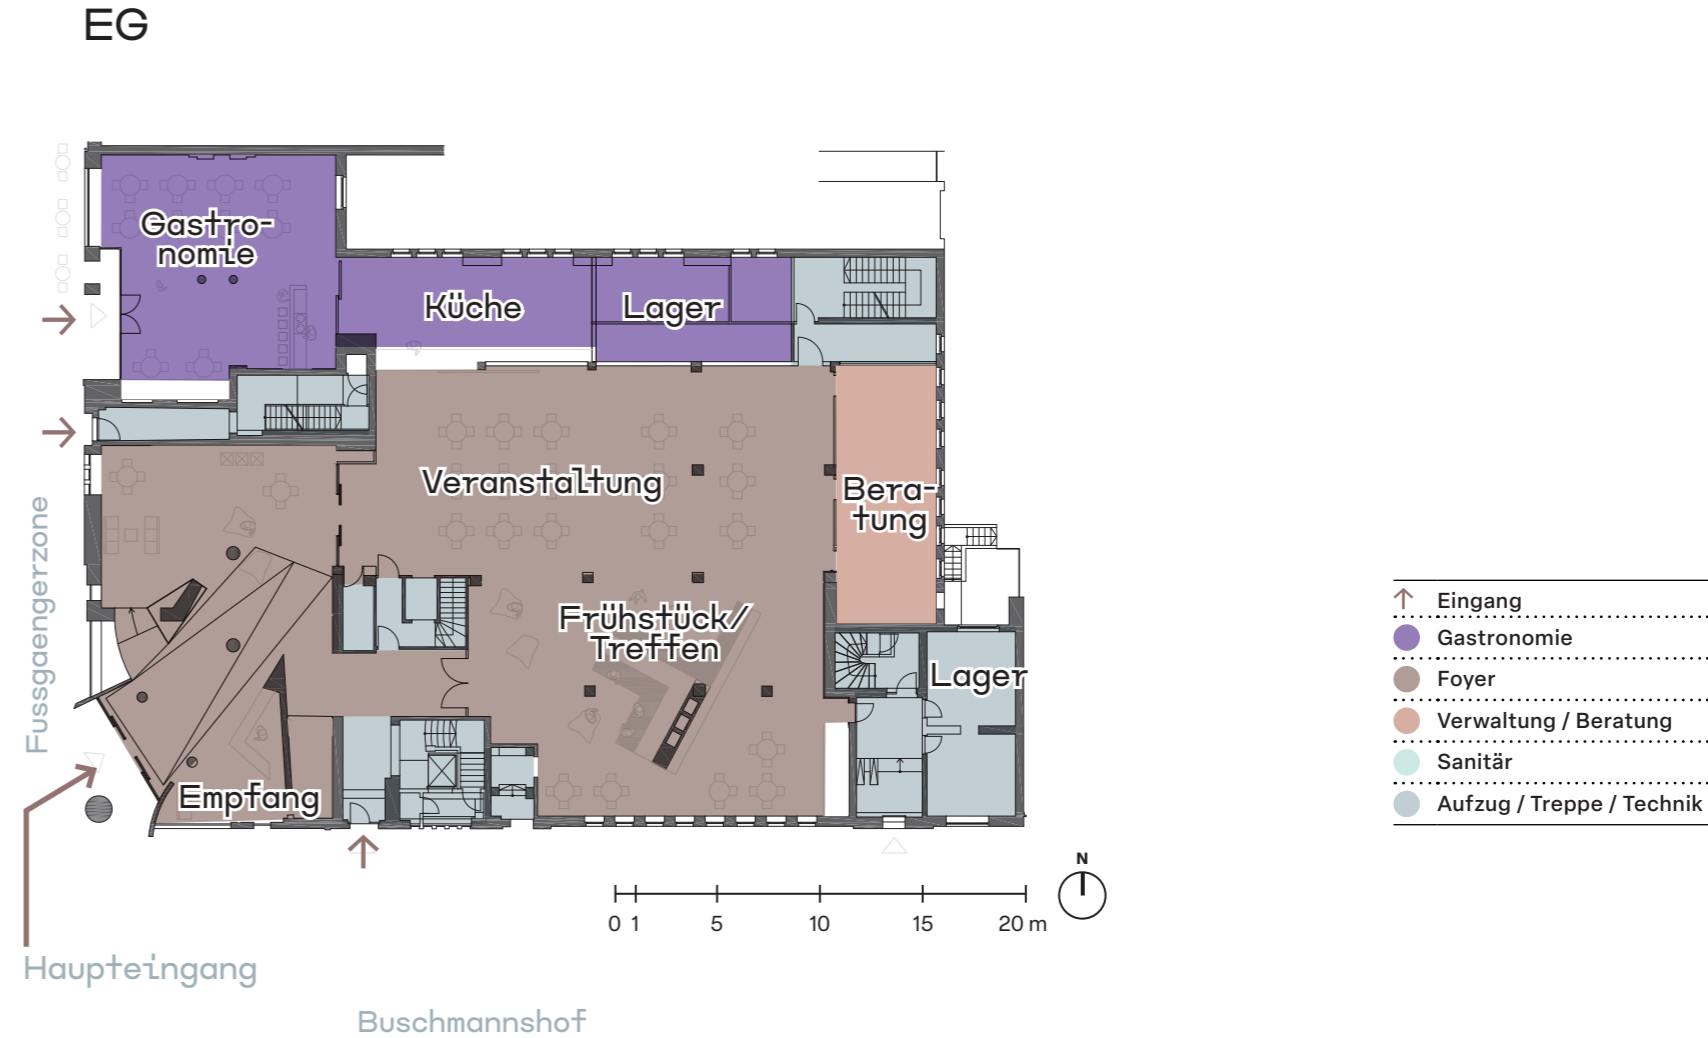 EG
Gastro-
nomie
Küche
Lager
Veranstaltung
Bera-
tung
Frühstück/
Treffen
Lager
Empfang
Fussgaengerzone
Haupteingang
Buschmannshof
0 1 5 10 15 20 m
N
Eingang
Gastronomie
Foyer
Verwaltung / Beratung
Sanitär
Aufzug / Treppe / Technik